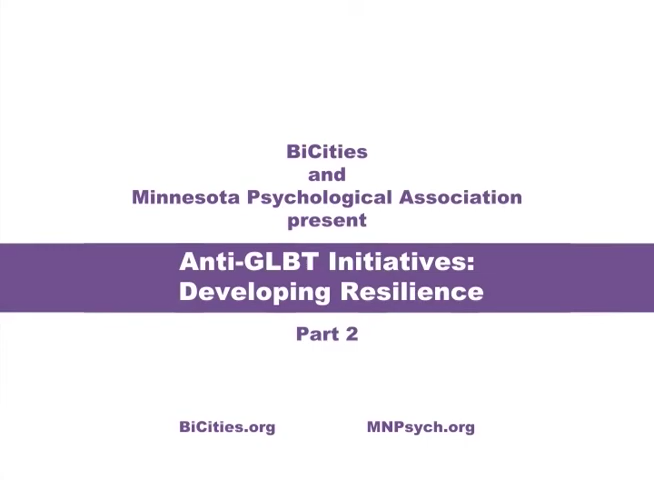 BiCities
and
Minnesota Psychological Association
present
Anti-GLBT Initiatives:
Developing Resilience
Part 2
BiCities.org MNPsych.org